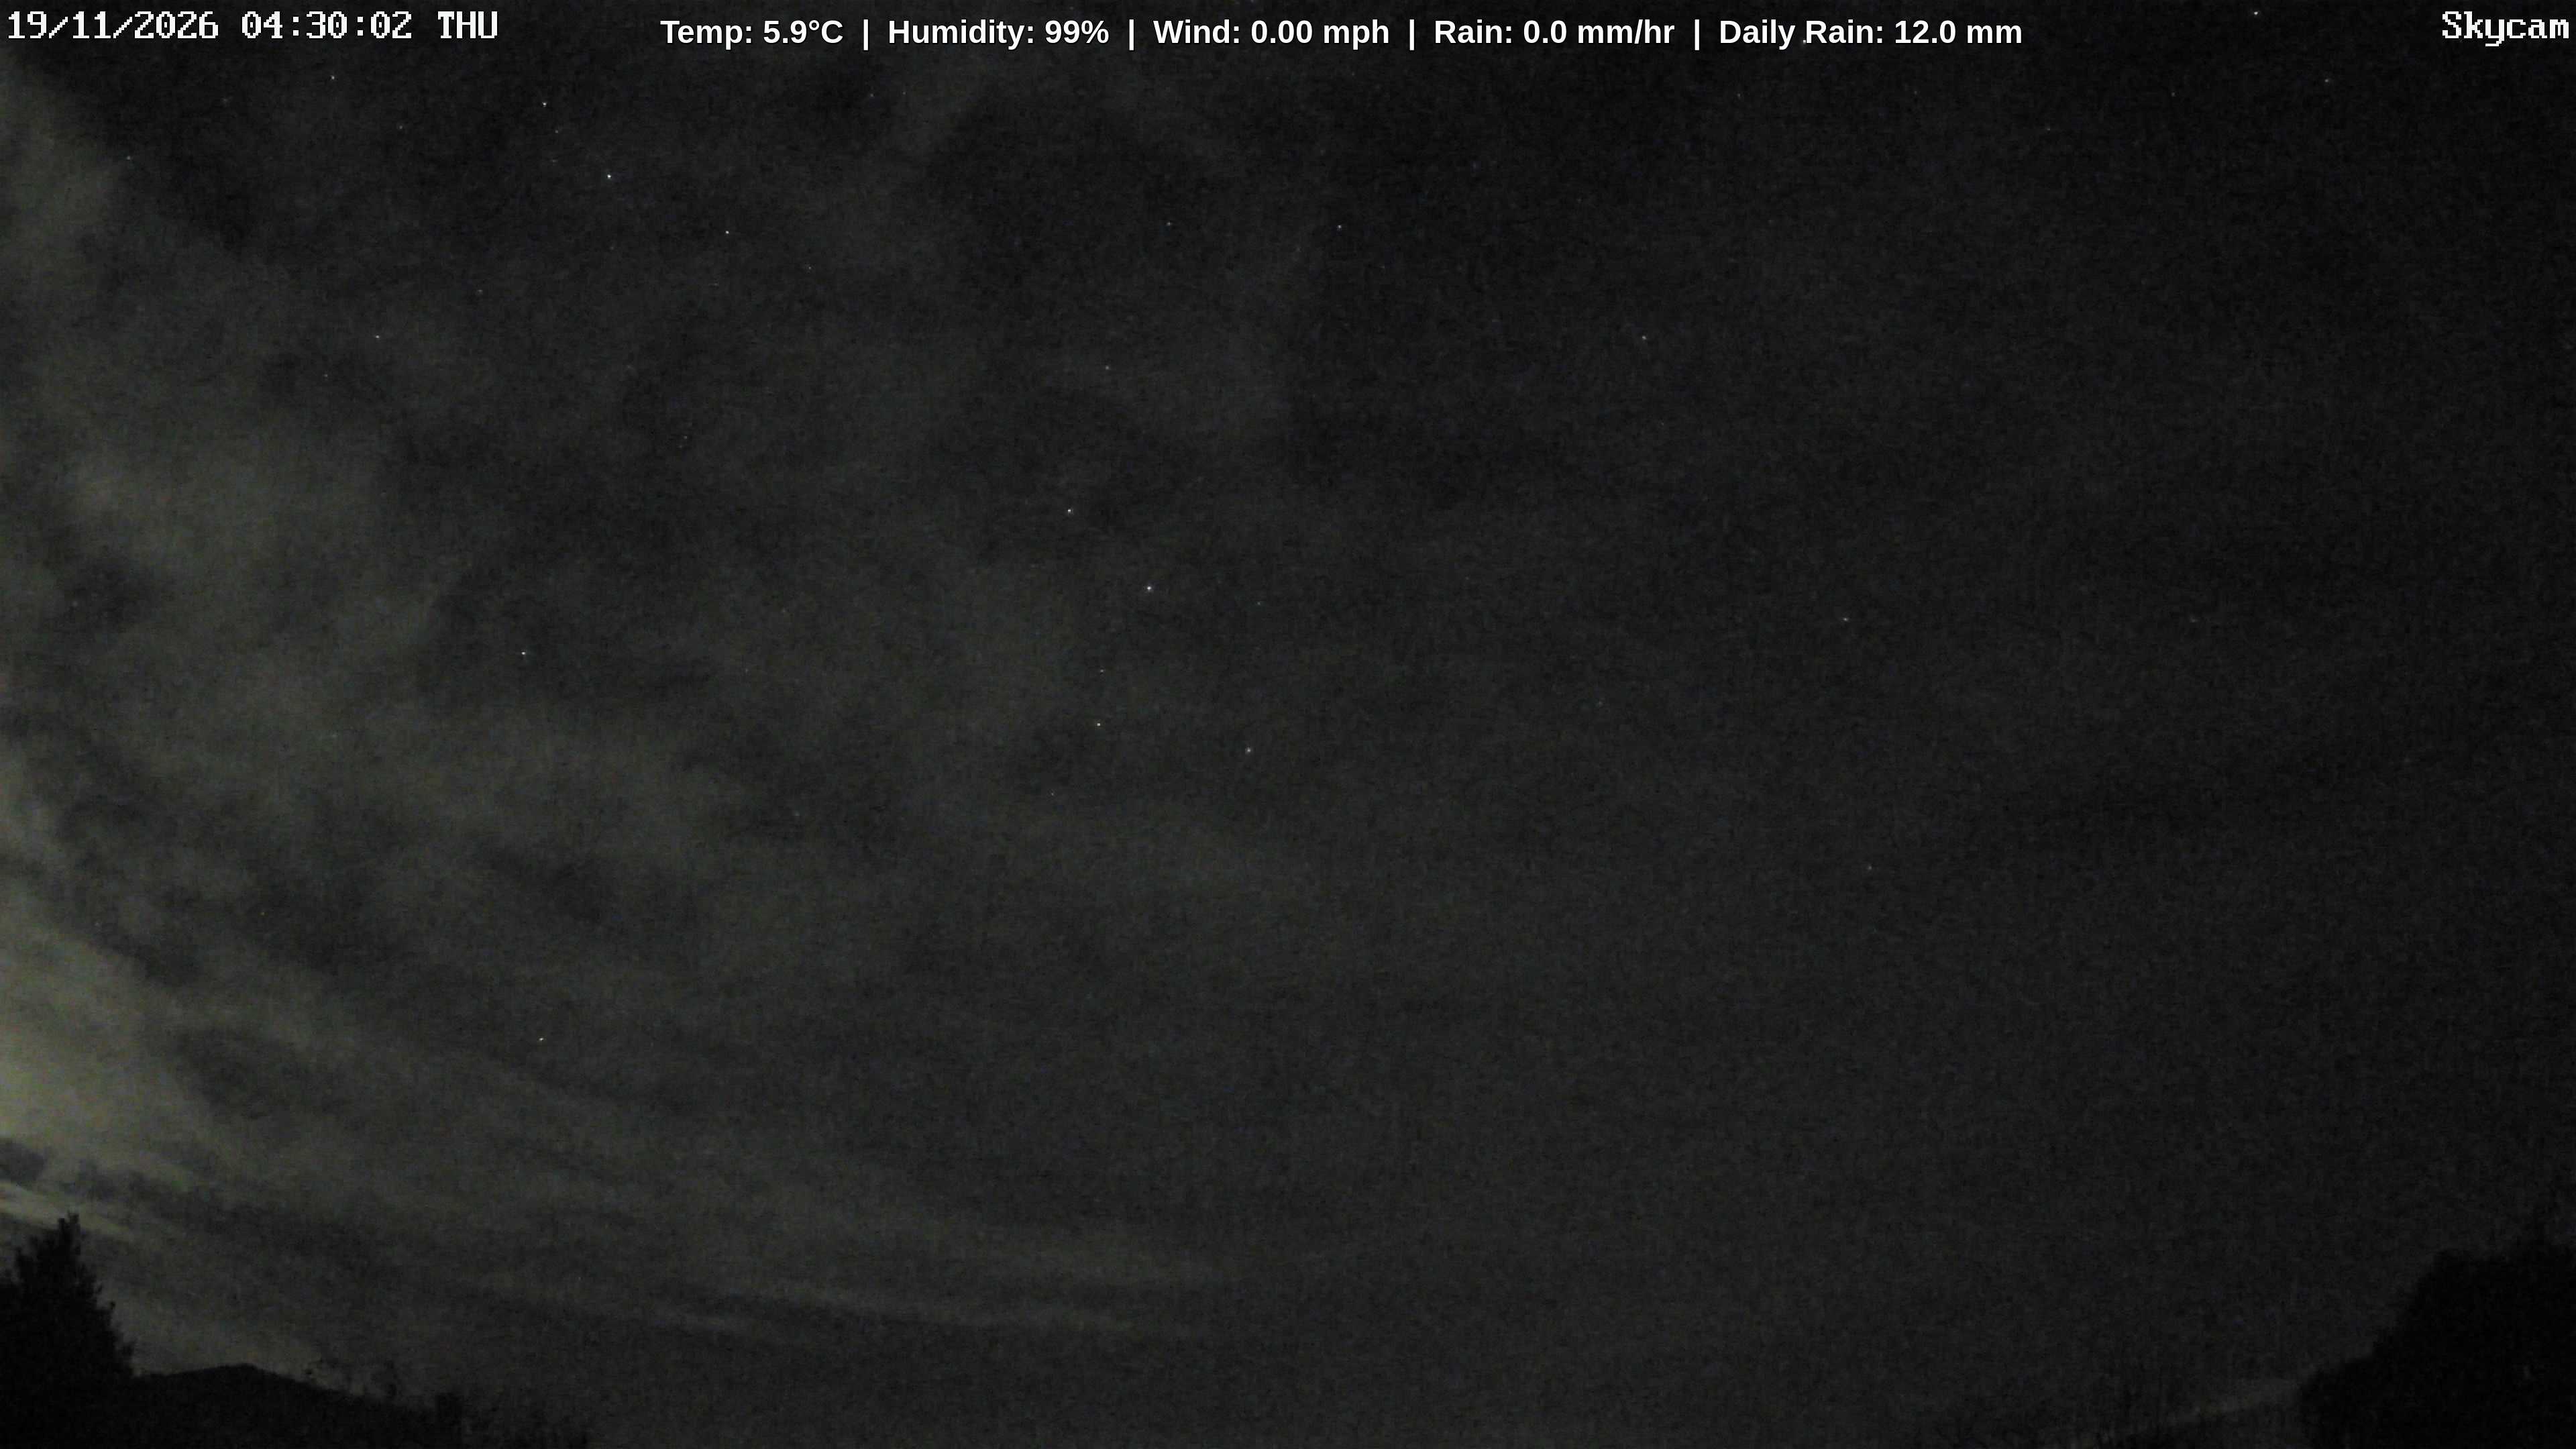 19/11/2026 04:30:02 THU
Temp: 5.9°C | Humidity: 99% | Wind: 0.00 mph | Rain: 0.0 mm/hr | Daily Rain: 12.0 mm
Skycam